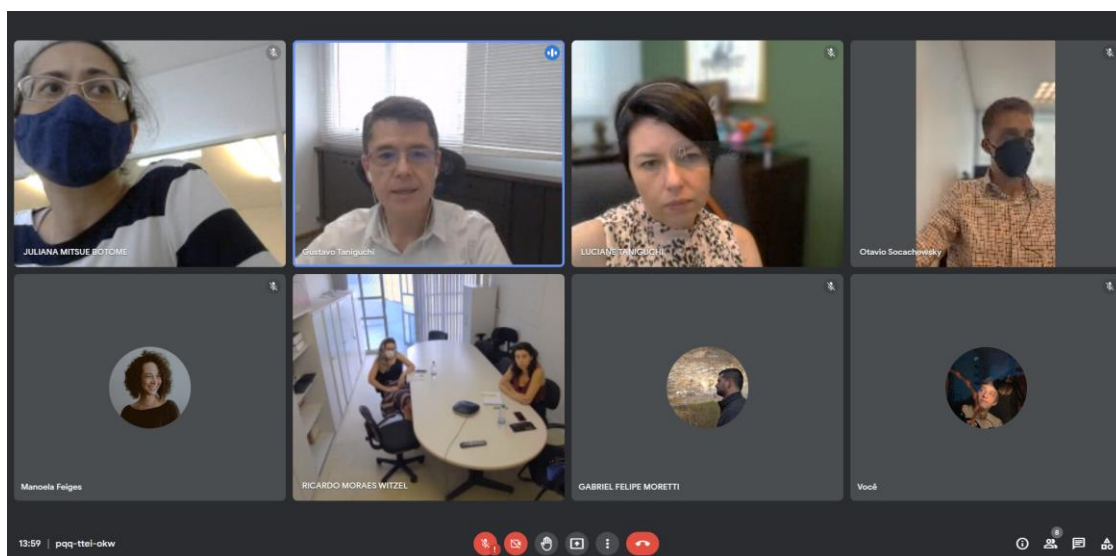 JULIANA MITSUE BOTOME
Gustavo Taniguchi
LUCIANE TANIGUCHI
Otavio Socachewsky
Manoela Feiges
RICARDO MORAES WITZEL
GABRIEL FELIPE MORETTI
Você
13:59 | pqq-ttei-okw
8